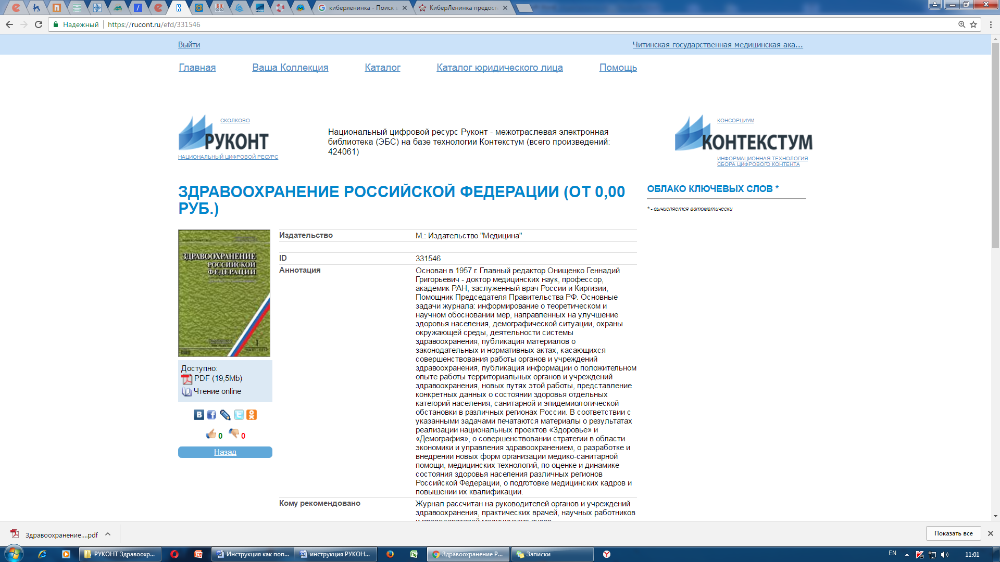 киберленинка - Поиск в
КиберЛенинка предоста
Надежный
https://rucont.ru/efd/331546
Выйти
Читинская государственная медицинская ака...
Главная
Ваша Коллекция
Каталог
Каталог юридического лица
Помощь
СКОЛКОВО
РУКОНТ
НАЦИОНАЛЬНЫЙ ЦИФРОВОЙ РЕСУРС
Национальный цифровой ресурс Руконт - межотраслевая электронная
библиотека (ЭБС) на базе технологии Контекстум (всего произведений:
424061)
КОНСОРЦИУМ
КОНТЕКСТУМ
ИНФОРМАЦИОННАЯ ТЕХНОЛОГИЯ
СБОРА ЦИФРОВОГО КОНТЕНТА
ЗДРАВООХРАНЕНИЕ РОССИЙСКОЙ ФЕДЕРАЦИИ (ОТ 0,00
РУБ.)
ОБЛАКО КЛЮЧЕВЫХ СЛОВ *
* - вычисляется автоматически
ЗДРАВООХРАНЕНИЕ
РОССИЙСКОЙ
ФЕДЕРАЦИИ
1
Доступно:
PDF (19,5Mb)
Чтение online
0
0
Назад
Издательство
М.: Издательство "Медицина"
ID
331546
Аннотация
Основан в 1957 г. Главный редактор Онищенко Геннадий
Григорьевич - доктор медицинских наук, профессор,
академик РАН, заслуженный врач России и Киргизии,
Помощник Председателя Правительства РФ. Основные
задачи журнала: информирование о теоретическом и
научном обосновании мер, направленных на улучшение
здоровья населения, демографической ситуации, охраны
окружающей среды, деятельности системы
здравоохранения, публикация материалов о
законодательных и нормативных актах, касающихся
совершенствования работы органов и учреждений
здравоохранения, публикация информации о положительном
опыте работы территориальных органов и учреждений
здравоохранения, новых путях этой работы, представление
конкретных данных о состоянии здоровья отдельных
категорий населения, санитарной и эпидемиологической
обстановки в различных регионах России. В соответствии с
указанными задачами печатаются материалы о результатах
реализации национальных проектов «Здоровье» и
«Демография», о совершенствовании стратегии в области
экономики и управления здравоохранением, о разработке и
внедрении новых форм организации медико-санитарной
помощи, медицинских технологий, по оценке и динамике
состояния здоровья населения различных регионов
Российской Федерации, о подготовке медицинских кадров и
повышении их квалификации.
Кому рекомендовано
Журнал рассчитан на руководителей органов и учреждений
здравоохранения, практических врачей, научных работников
и преподавателей медицинских вузов
Здравоохранение....pdf
Показать все
РУКОНТ Здравоохр...
Инструкция как поп...
инструкция РУКОН...
Здравоохранение Р...
Записки
EN
11:01